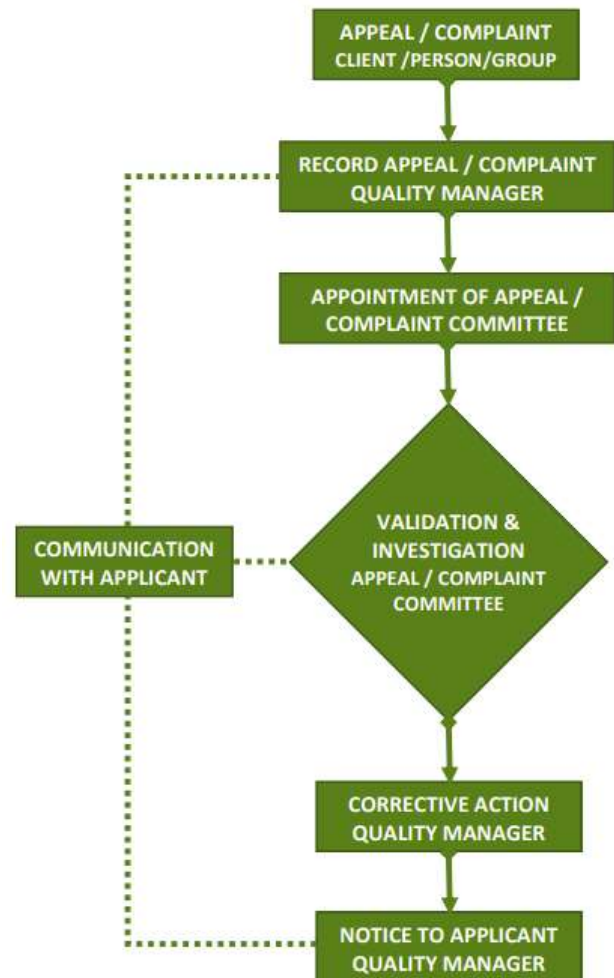 APPEAL / COMPLAINT
CLIENT /PERSON/GROUP
RECORD APPEAL / COMPLAINT
QUALITY MANAGER
APPOINTMENT OF APPEAL /
COMPLAINT COMMITTEE
VALIDATION &
INVESTIGATION
APPEAL / COMPLAINT
COMMITTEE
COMMUNICATION
WITH APPLICANT
CORRECTIVE ACTION
QUALITY MANAGER
NOTICE TO APPLICANT
QUALITY MANAGER